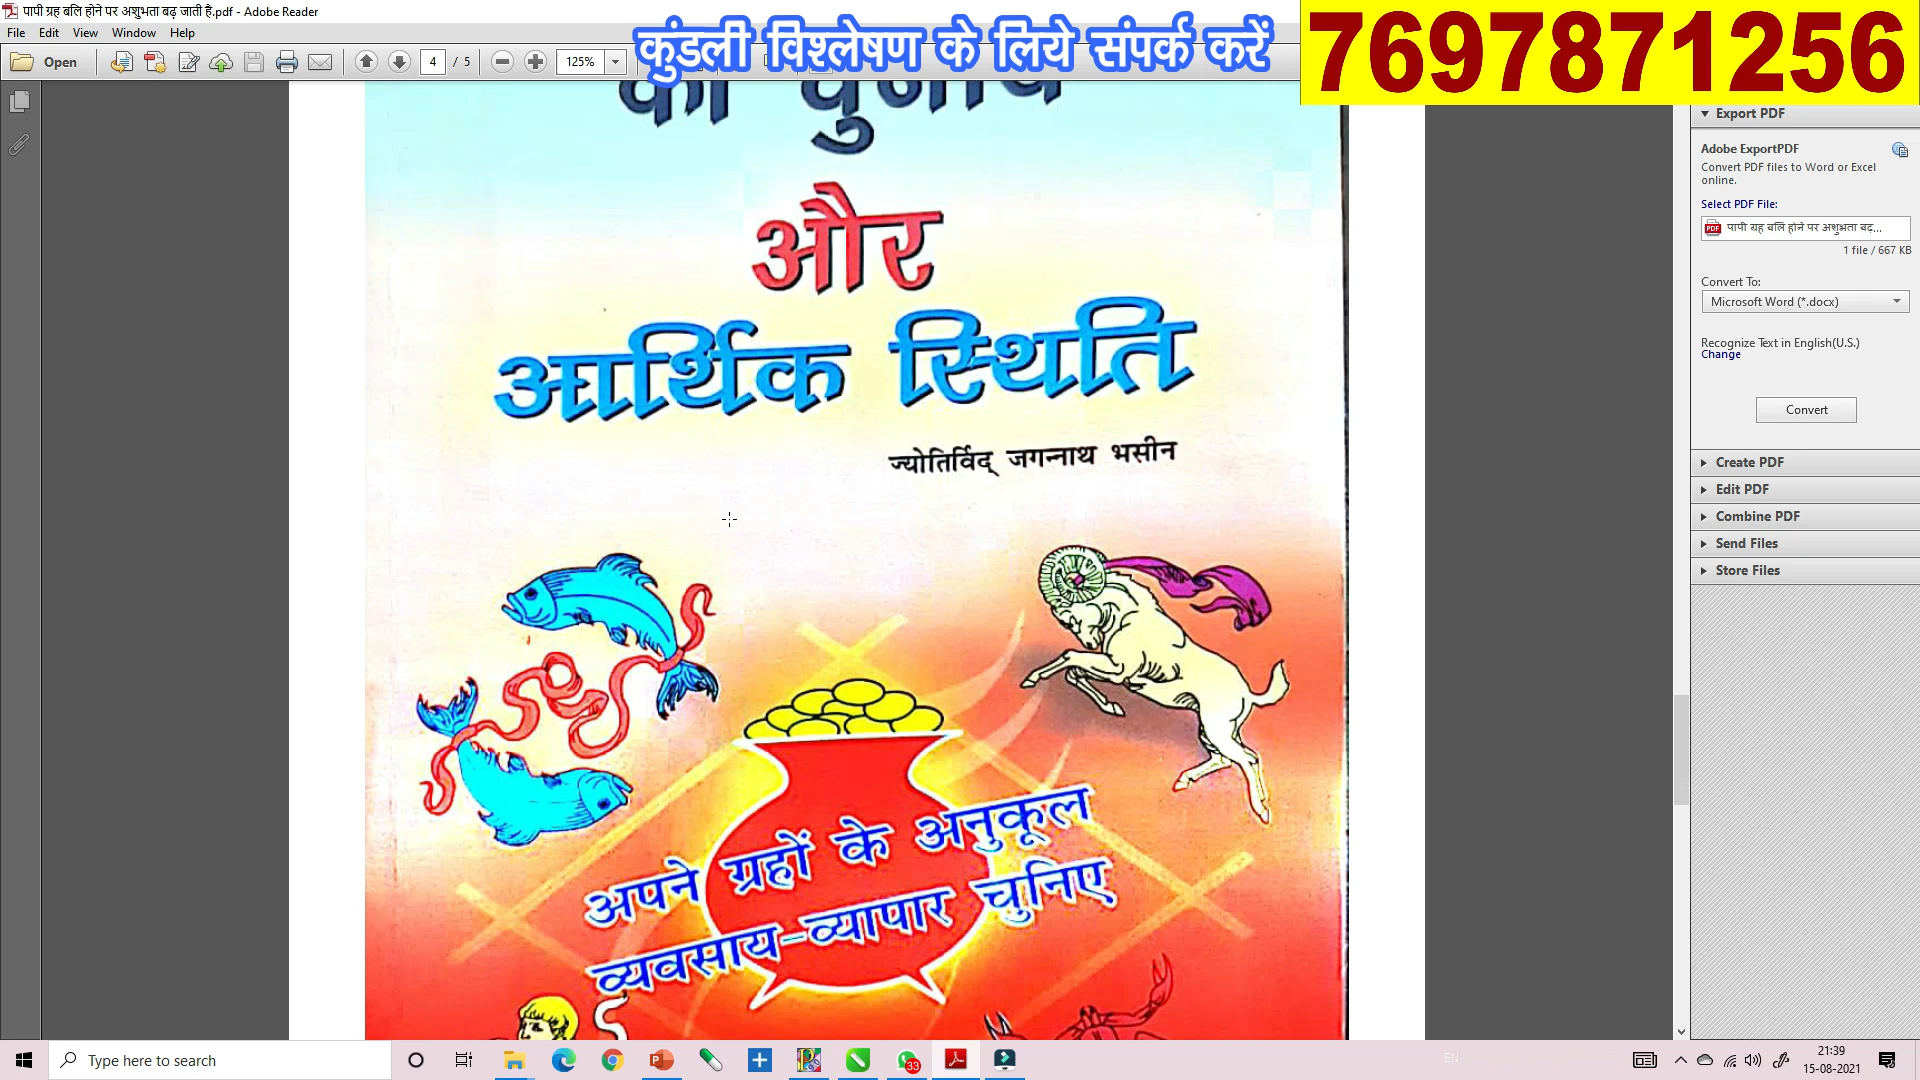 पापी ग्रह बलि होने पर अशुभता बढ़ जाती है.pdf - Adobe Reader
File Edit View Window Help
कुंडली विश्लेषण के लिये संपर्क करें
7697871256
Open
4 / 5
125%
Export PDF
Adobe ExportPDF
Convert PDF files to Word or Excel
online.
Select PDF File:
पापी ग्रह बलि होने पर अशुभता बढ़...
1 file / 667 KB
Convert To:
Microsoft Word (*.docx)
Recognize Text in English(U.S.)
Change
Convert
Create PDF
Edit PDF
Combine PDF
Send Files
Store Files
का चुनाव
और
आर्थिक स्थिति
ज्योतिर्विद् जगन्नाथ भसीन
अपने ग्रहों के अनुकूल
व्यवसाय-व्यापार चुनिए
Type here to search
33
EN
21:39
15-08-2021